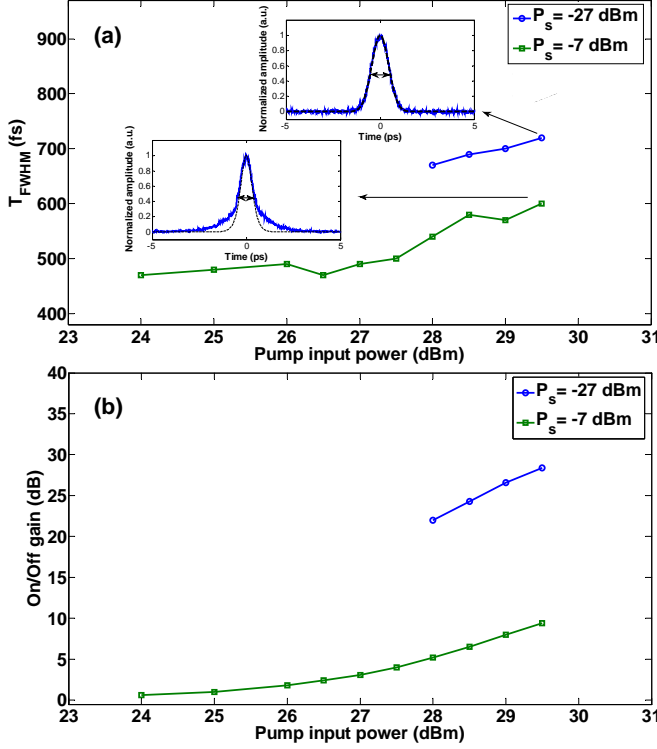 (a)
P_s = -27 dBm
P_s = -7 dBm
T_FWHM (fs)
970
900
800
700
600
500
400
Normalized amplitude (a.u.)
1
0.8
0.6
0.4
0.2
0
-5
0
5
Time (ps)
Normalized amplitude (a.u.)
1
0.8
0.6
0.4
0.2
0
-5
0
5
Time (ps)
23 24 25 26 27 28 29 30 31
Pump input power (dBm)
(b)
P_s = -27 dBm
P_s = -7 dBm
On/Off gain (dB)
40
35
30
25
20
15
10
5
0
23 24 25 26 27 28 29 30 31
Pump input power (dBm)